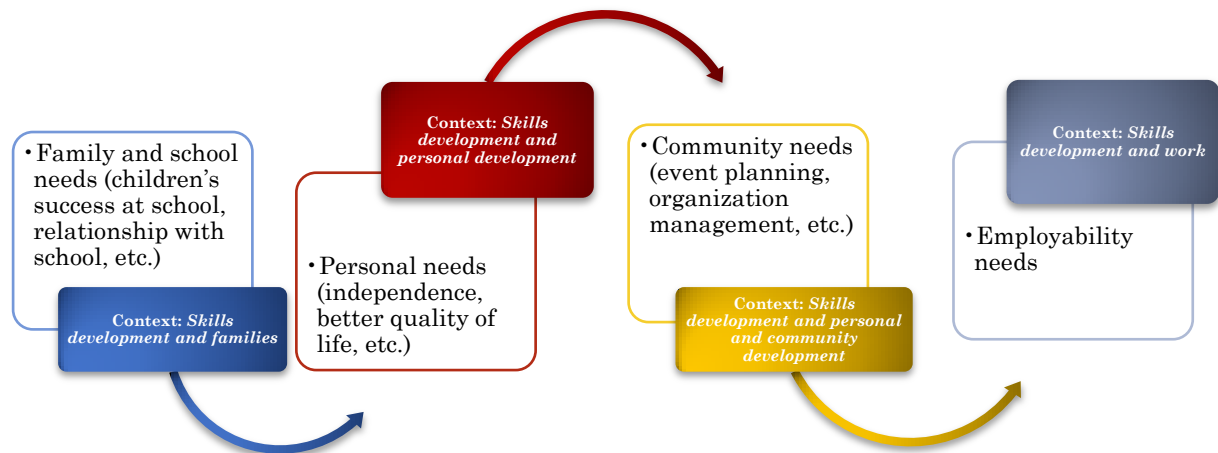 • Family and school
needs (children’s
success at school,
relationship with
school, etc.)
Context: Skills
development and families
Context: Skills
development and
personal development
• Personal needs
(independence,
better quality of
life, etc.)
• Community needs
(event planning,
organization
management, etc.)
Context: Skills
development and personal
and community
development
Context: Skills
development and work
• Employability
needs